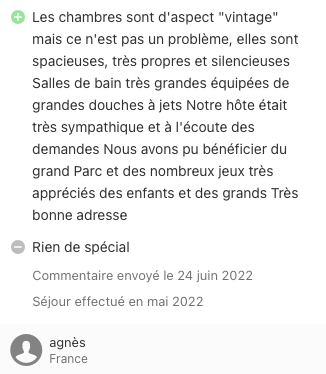 Les chambres sont d'aspect "vintage"
mais ce n'est pas un problème, elles sont
spacieuses, très propres et silencieuses
Salles de bain très grandes équipées de
grandes douches à jets Notre hôte était
très sympathique et à l'écoute des
demandes Nous avons pu bénéficier du
grand Parc et des nombreux jeux très
appréciés des enfants et des grands Très
bonne adresse
Rien de spécial
Commentaire envoyé le 24 juin 2022
Séjour effectué en mai 2022
agnès
France